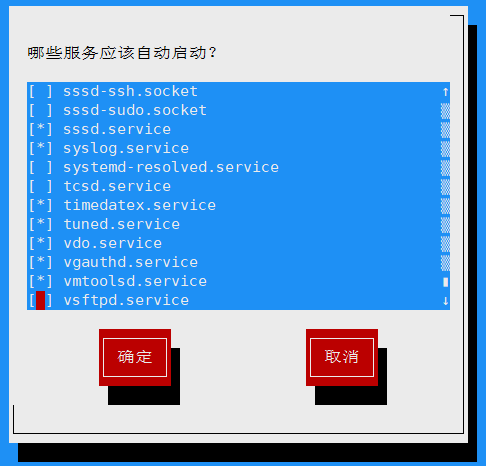 哪些服务应该自动启动？
[ ] sssd-ssh.socket ↑
[ ] sssd-sudo.socket
[*] sssd.service
[*] syslog.service
[ ] systemd-resolved.service
[ ] tcsd.service
[*] timedatex.service
[*] tuned.service
[*] vdo.service
[*] vgauthd.service
[*] vmtoolsd.service
[ ] vsftpd.service ↓
确定 取消